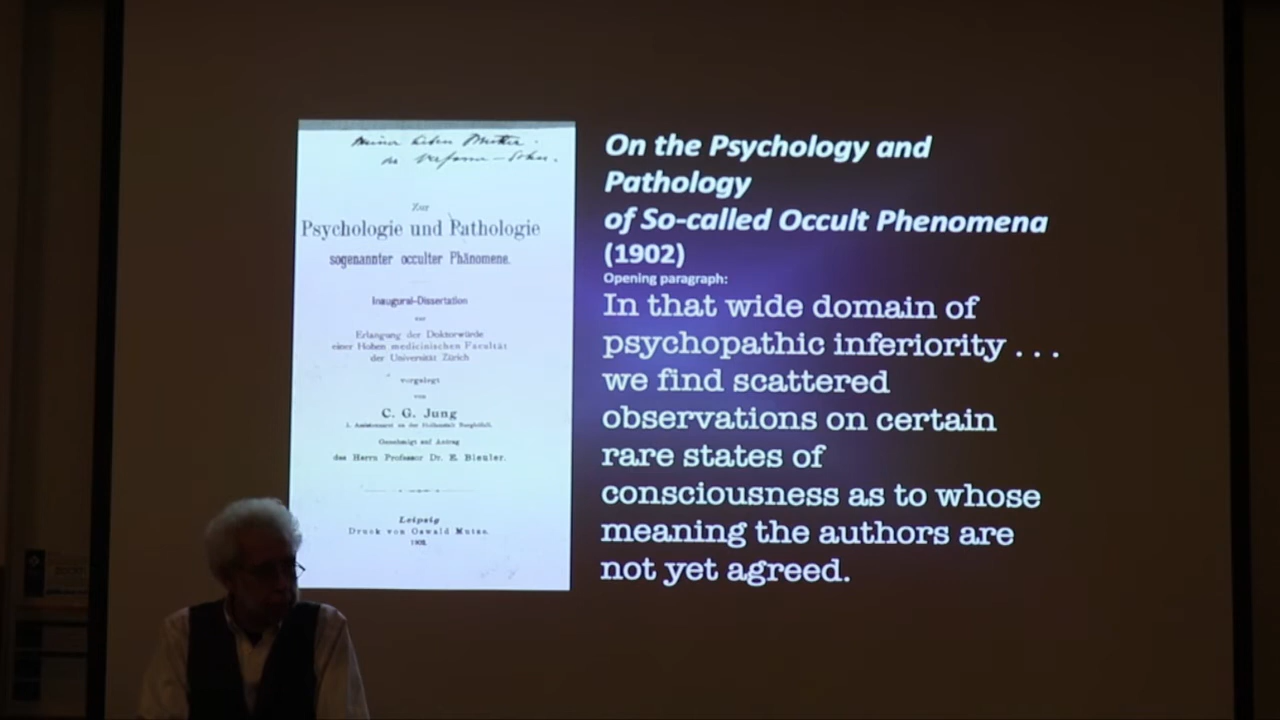 Zur
Psychologie und Pathologie
sogenannter occulter Phänomene.
Inaugural-Dissertation
zur
Erlangung der Doktorwürde
einer Hohen medicinischen Facultät
der Universität Zürich
vorgelegt
von
C. G. Jung
Genehmigt auf Antrag
des Herrn Professor Dr. E. Bleuler.
Leipzig
Druck von Oswald Mutze.
1902.
On the Psychology and
Pathology
of So-called Occult Phenomena
(1902)
Opening paragraph:
In that wide domain of
psychopathic inferiority . . .
we find scattered
observations on certain
rare states of
consciousness as to whose
meaning the authors are
not yet agreed.